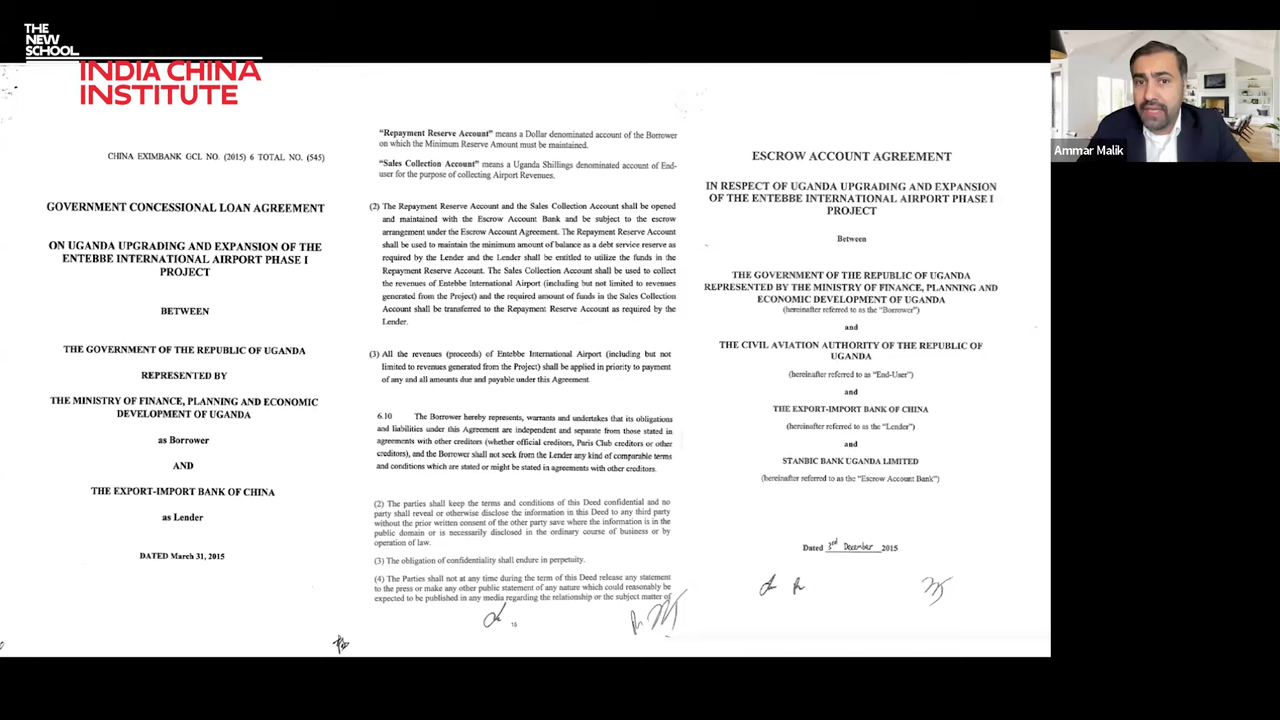 THE
NEW
SCHOOL
INDIA CHINA
INSTITUTE
CHINA EXIMBANK GCL NO. (2015) 6 TOTAL NO. (545)
GOVERNMENT CONCESSIONAL LOAN AGREEMENT
ON UGANDA UPGRADING AND EXPANSION OF THE
ENTEBBE INTERNATIONAL AIRPORT PHASE I
PROJECT
BETWEEN
THE GOVERNMENT OF THE REPUBLIC OF UGANDA
REPRESENTED BY
THE MINISTRY OF FINANCE, PLANNING AND ECONOMIC
DEVELOPMENT OF UGANDA
as Borrower
AND
THE EXPORT-IMPORT BANK OF CHINA
as Lender
DATED March 31, 2015
"Repayment Reserve Account" means a Dollar denominated account of the Borrower
on which the Minimum Reserve Amount must be maintained.
"Sales Collection Account" means a Uganda Shillings denominated account of End-
user for the purpose of collecting Airport Revenues.
(2) The Repayment Reserve Account and the Sales Collection Account shall be opened
and maintained with the Escrow Account Bank and be subject to the escrow
arrangement under the Escrow Account Agreement. The Repayment Reserve Account
shall be used to maintain the minimum amount of balance as a debt service reserve as
required by the Lender and the Lender shall be entitled to utilize the funds in the
Repayment Reserve Account. The Sales Collection Account shall be used to collect
the revenues of Entebbe International Airport (including but not limited to revenues
generated from the Project) and the required amount of funds in the Sales Collection
Account shall be transferred to the Repayment Reserve Account as required by the
Lender.
(3) All the revenues (proceeds) of Entebbe International Airport (including but not
limited to revenues generated from the Project) shall be applied in priority to payment
of any and all amounts due and payable under this Agreement.
6.10 The Borrower hereby represents, warrants and undertakes that its obligations
and liabilities under this Agreement are independent and separate from those stated in
agreements with other creditors (whether official creditors, Paris Club creditors or other
creditors), and the Borrower shall not seek from the Lender any kind of comparable terms
and conditions which are stated or might be stated in agreements with other creditors.
(2) The parties shall keep the terms and conditions of this Deed confidential and no
party shall reveal or otherwise disclose the information in this Deed to any third party
without the prior written consent of the other party save where the information is in the
public domain or is necessarily disclosed in the ordinary course of business or by
operation of law.
(3) The obligation of confidentiality shall endure in perpetuity.
(4) The Parties shall not at any time during the term of this Deed release any statement
to the press or make any other public statement of any nature which could reasonably be
expected to be published in any media regarding the relationship or the subject matter of
ESCROW ACCOUNT AGREEMENT
IN RESPECT OF UGANDA UPGRADING AND EXPANSION
OF THE ENTEBBE INTERNATIONAL AIRPORT PHASE I
PROJECT
Between
THE GOVERNMENT OF THE REPUBLIC OF UGANDA
REPRESENTED BY THE MINISTRY OF FINANCE, PLANNING AND
ECONOMIC DEVELOPMENT OF UGANDA
(hereinafter referred to as the "Borrower")
and
THE CIVIL AVIATION AUTHORITY OF THE REPUBLIC OF
UGANDA
(hereinafter referred to as "End-User")
and
THE EXPORT-IMPORT BANK OF CHINA
(hereinafter referred to as the "Lender")
and
STANBIC BANK UGANDA LIMITED
(hereinafter referred to as the "Escrow Account Bank")
Dated 3rd December 2015
Ammar Malik